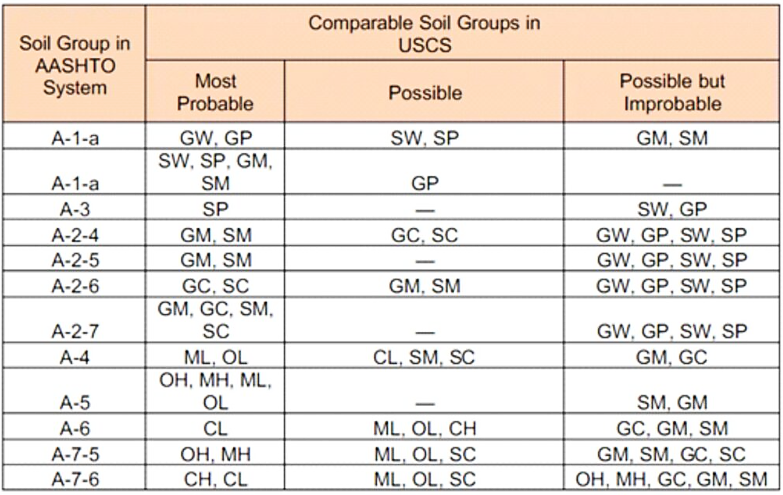 Soil Group in AASHTO System
Comparable Soil Groups in USCS
Most Probable
Possible
Possible but Improbable
A-1-a GW, GP SW, SP GM, SM
A-1-a SW, SP, GM, SM GP —
A-3 SP — SW, GP
A-2-4 GM, SM GC, SC GW, GP, SW, SP
A-2-5 GM, SM — GW, GP, SW, SP
A-2-6 GC, SC GM, SM GW, GP, SW, SP
A-2-7 GM, GC, SM, SC — GW, GP, SW, SP
A-4 ML, OL CL, SM, SC GM, GC
A-5 OH, MH, ML, OL — SM, GM
A-6 CL ML, OL, CH GC, GM, SM
A-7-5 OH, MH ML, OL, SC GM, SM, GC, SC
A-7-6 CH, CL ML, OL, SC OH, MH, GC, GM, SM